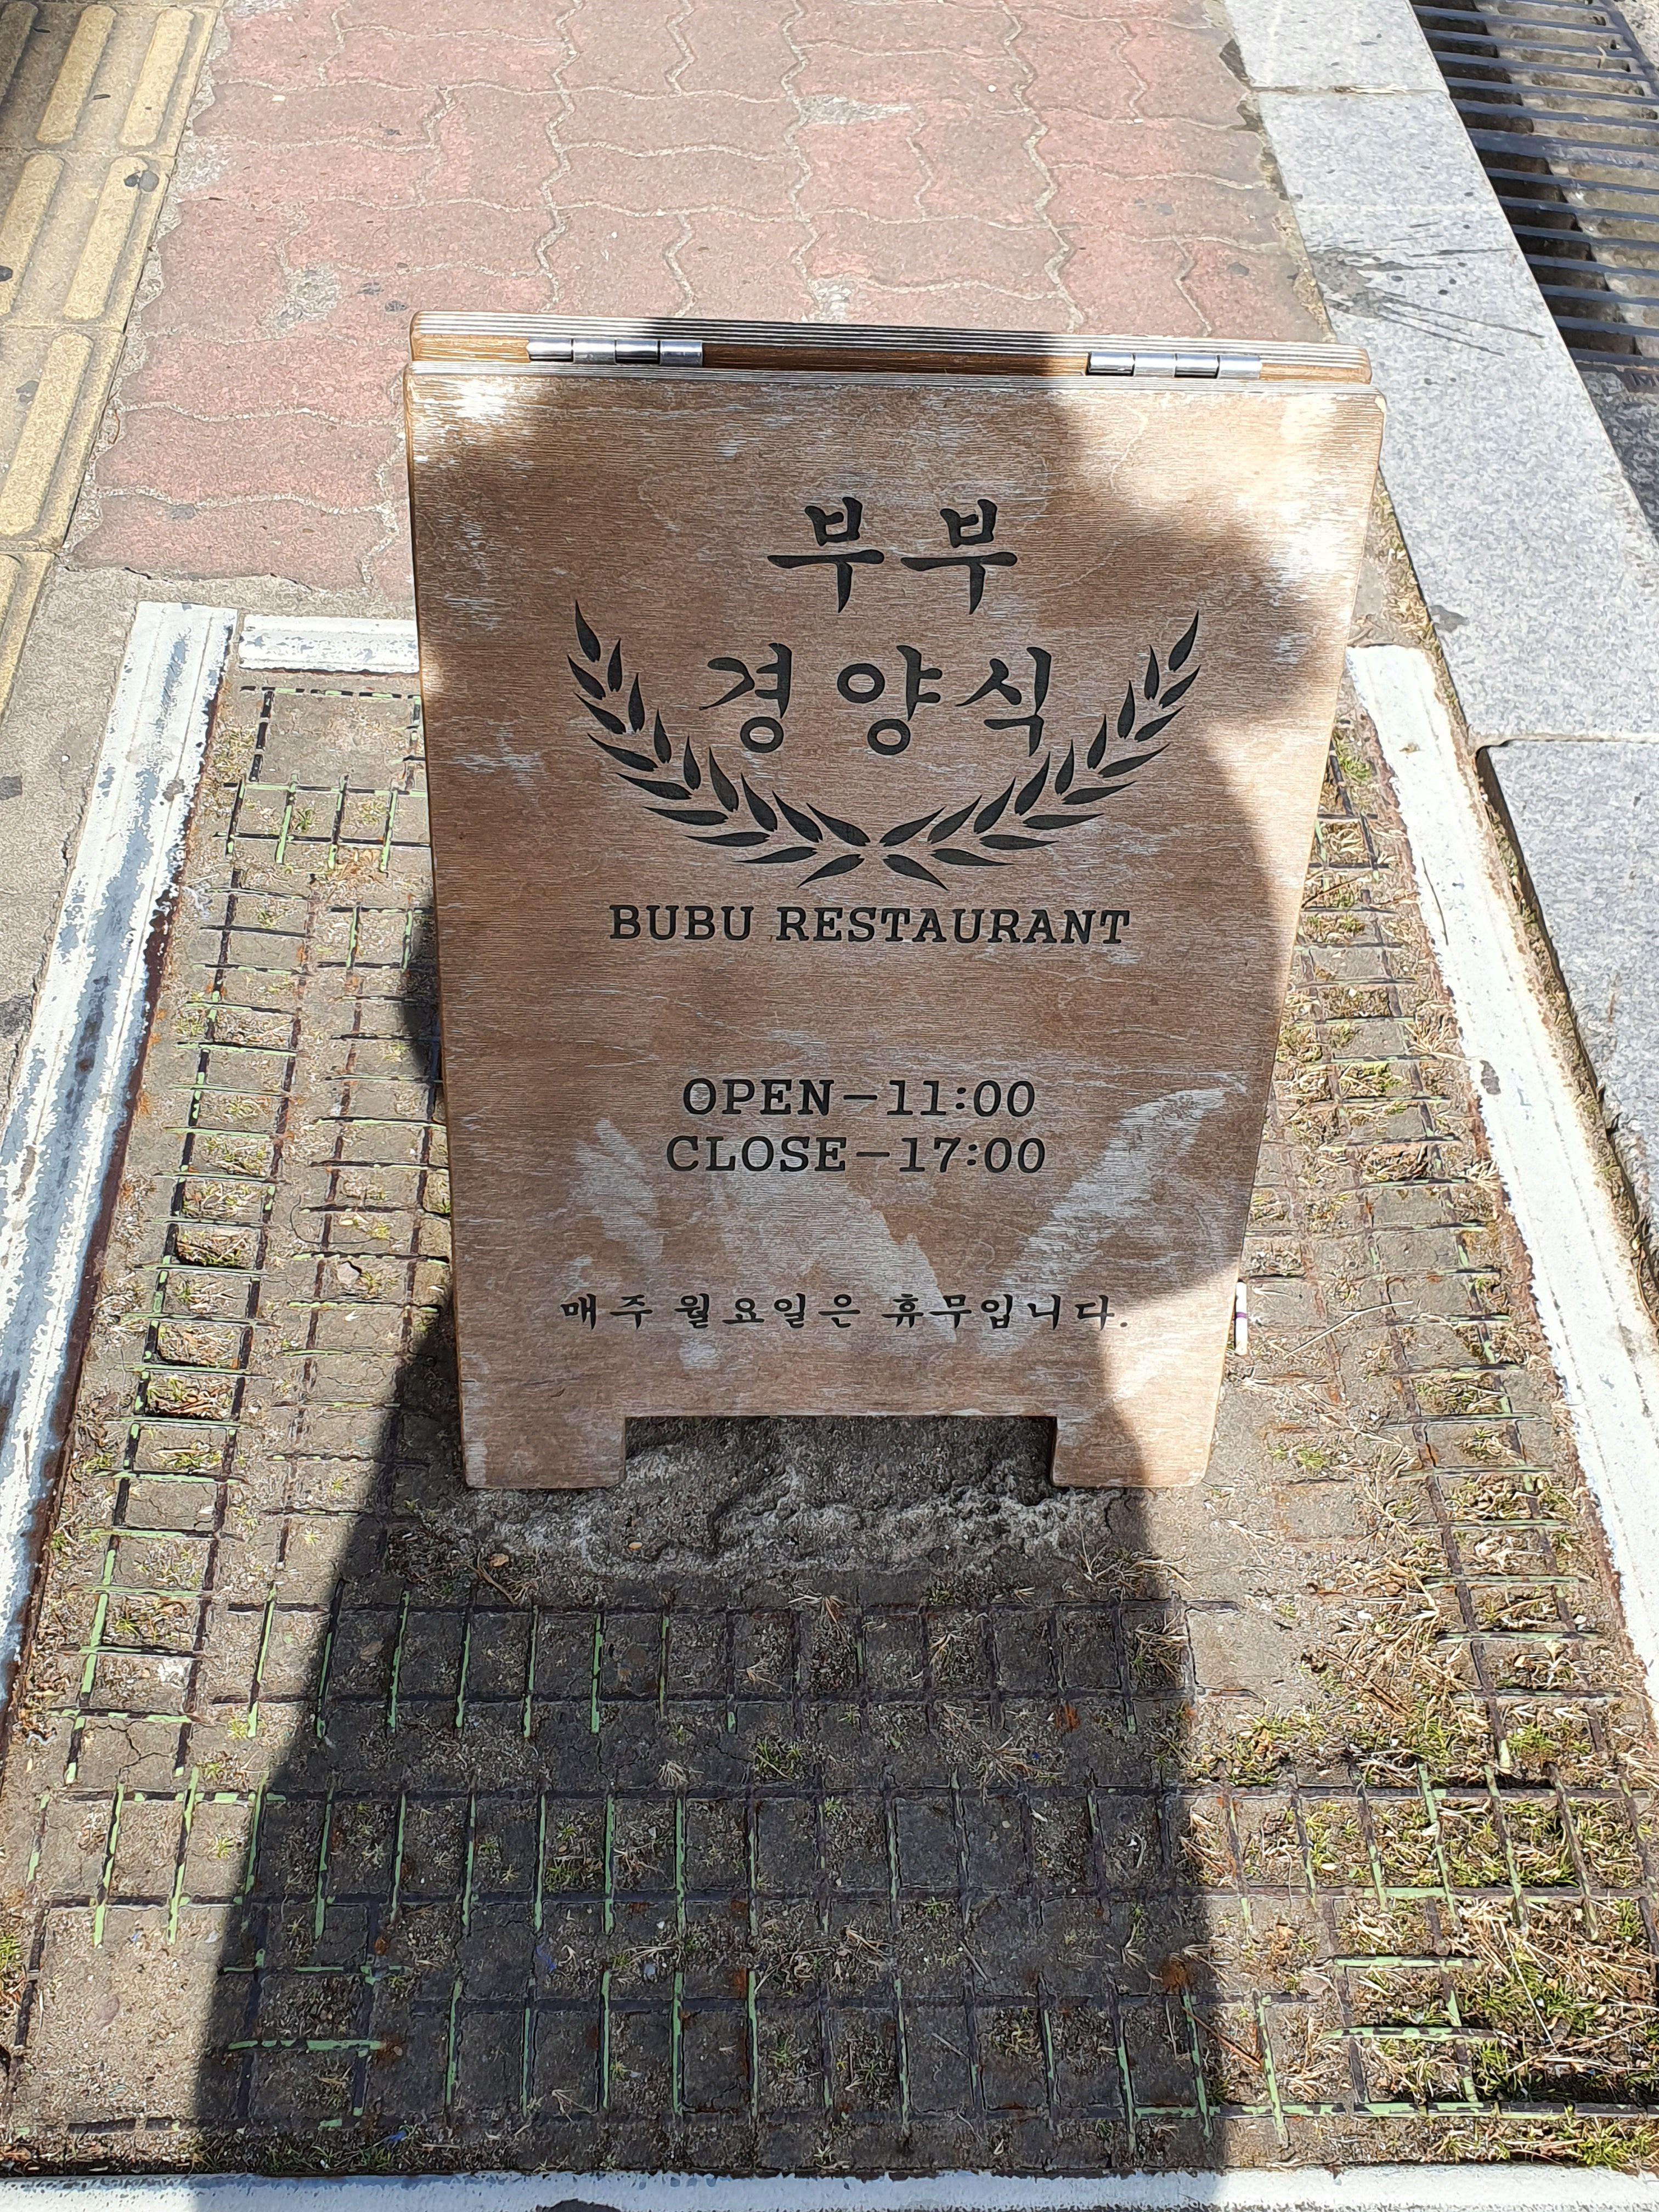 부부
경양식
BUBU RESTAURANT
OPEN-11:00
CLOSE-17:00
매주 월요일은 휴무입니다.